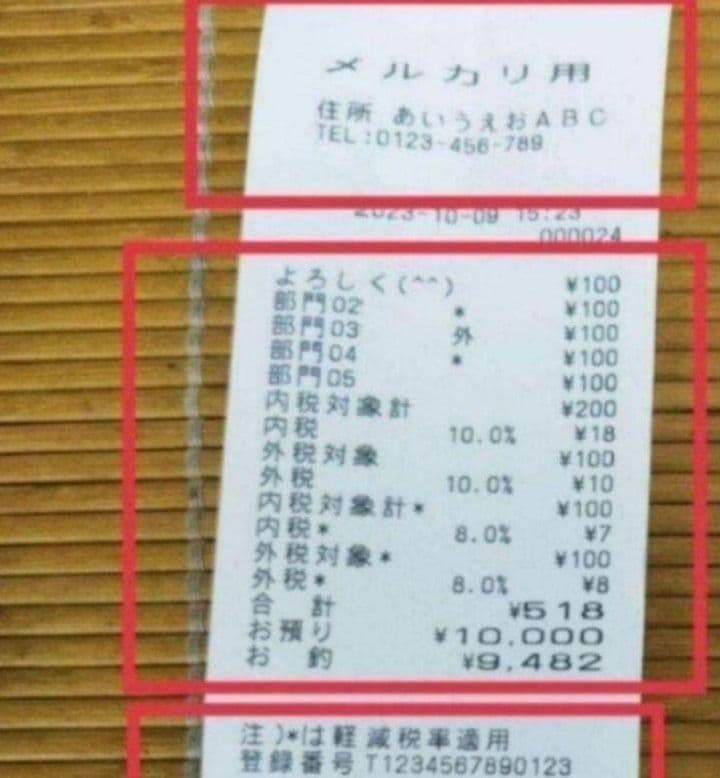 メルカリ用
住所 あいうえおABC
TEL:0123-456-789
2023-10-09 15:23
000024
よろしく(^^) ¥100
部門02 * ¥100
部門03 外 ¥100
部門04 * ¥100
部門05 ¥100
内税対象計 ¥200
内税 10.0% ¥18
外税対象 ¥100
外税 10.0% ¥10
内税対象計* ¥100
内税* 8.0% ¥7
外税対象* ¥100
外税* 8.0% ¥8
合計 ¥518
お預り ¥10,000
お釣 ¥9,482
注)*は軽減税率適用
登録番号 T1234567890123